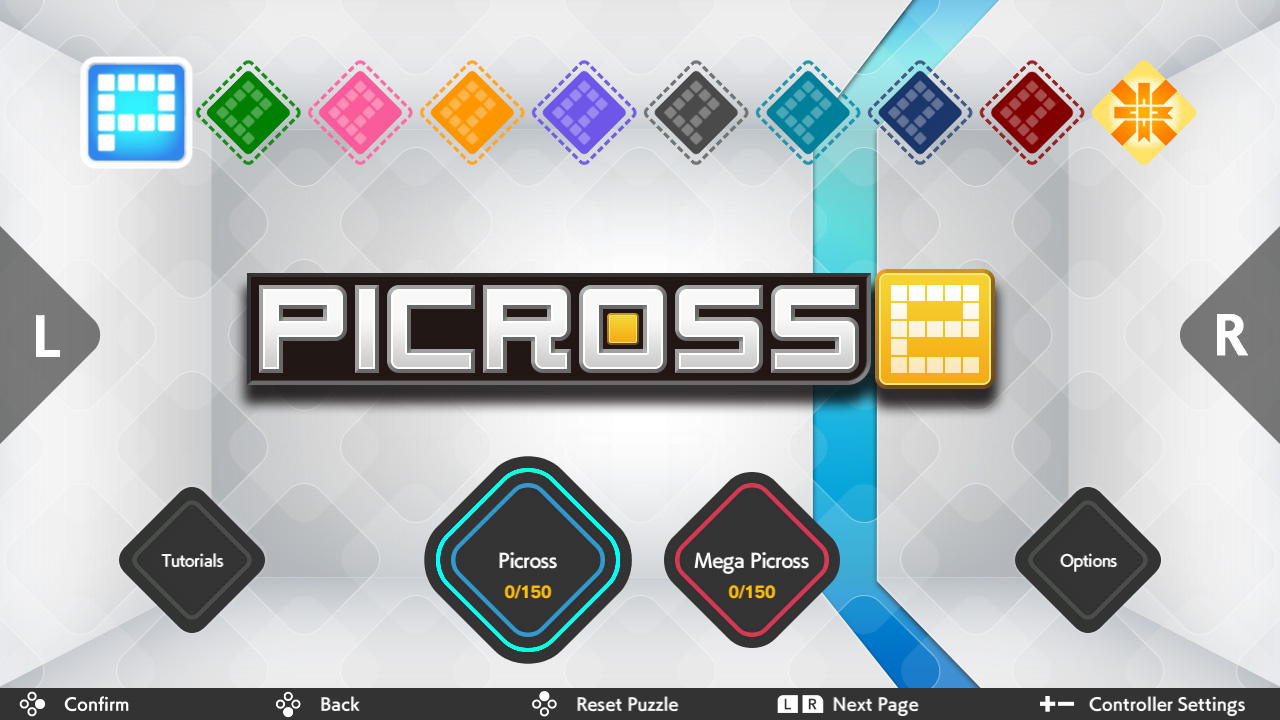 PICROSS e
L
R
Tutorials
Picross
0/150
Mega Picross
0/150
Options
Confirm
Back
Reset Puzzle
L R Next Page
+− Controller Settings